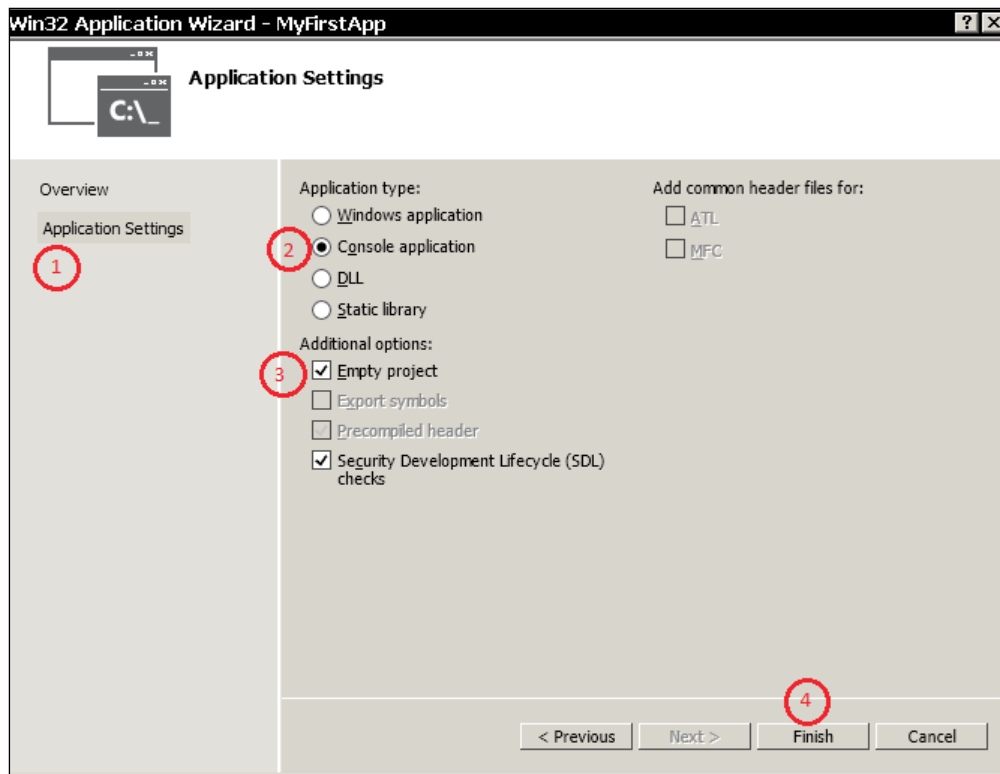 Win32 Application Wizard - MyFirstApp
? X
C:\_
Application Settings
Overview
Application Settings
1
Application type:
Windows application
2
Console application
DLL
Static library
Additional options:
3
Empty project
Export symbols
Precompiled header
Security Development Lifecycle (SDL)
checks
Add common header files for:
ATL
MFC
4
< Previous
Next >
Finish
Cancel